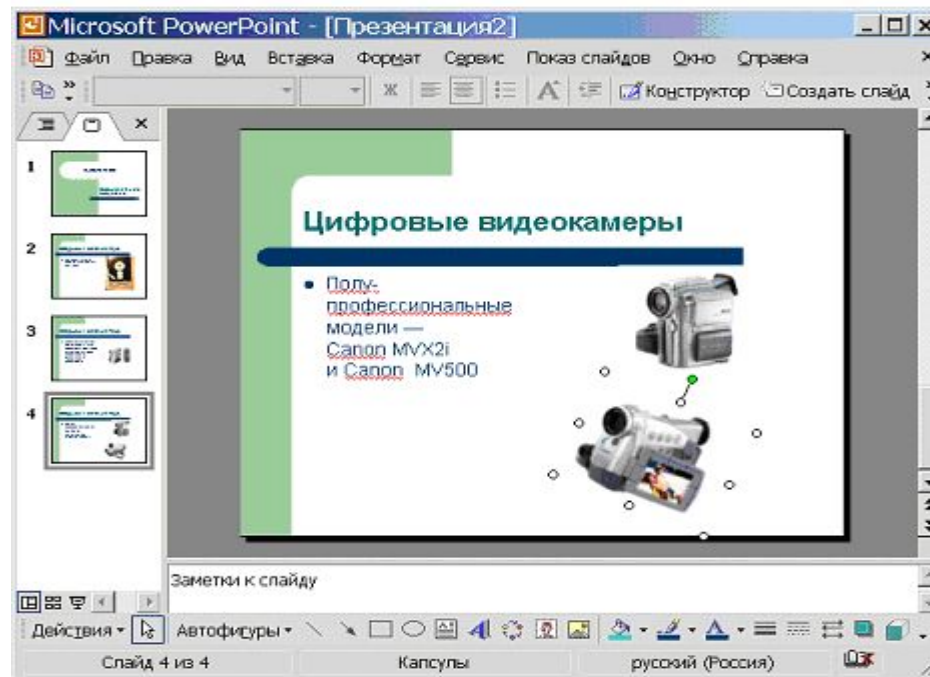 Microsoft PowerPoint - [Презентация2]
Файл Правка Вид Вставка Формат Сервис Показ слайдов Окно Справка
Ж Конструктор Создать слайд
1
2
3
4
Цифровые видеокамеры
• Полу-
профессиональные
модели —
Canon MVX2i
и Canon MV500
Заметки к слайду
Действия Автофигуры
Слайд 4 из 4 Капсулы русский (Россия)